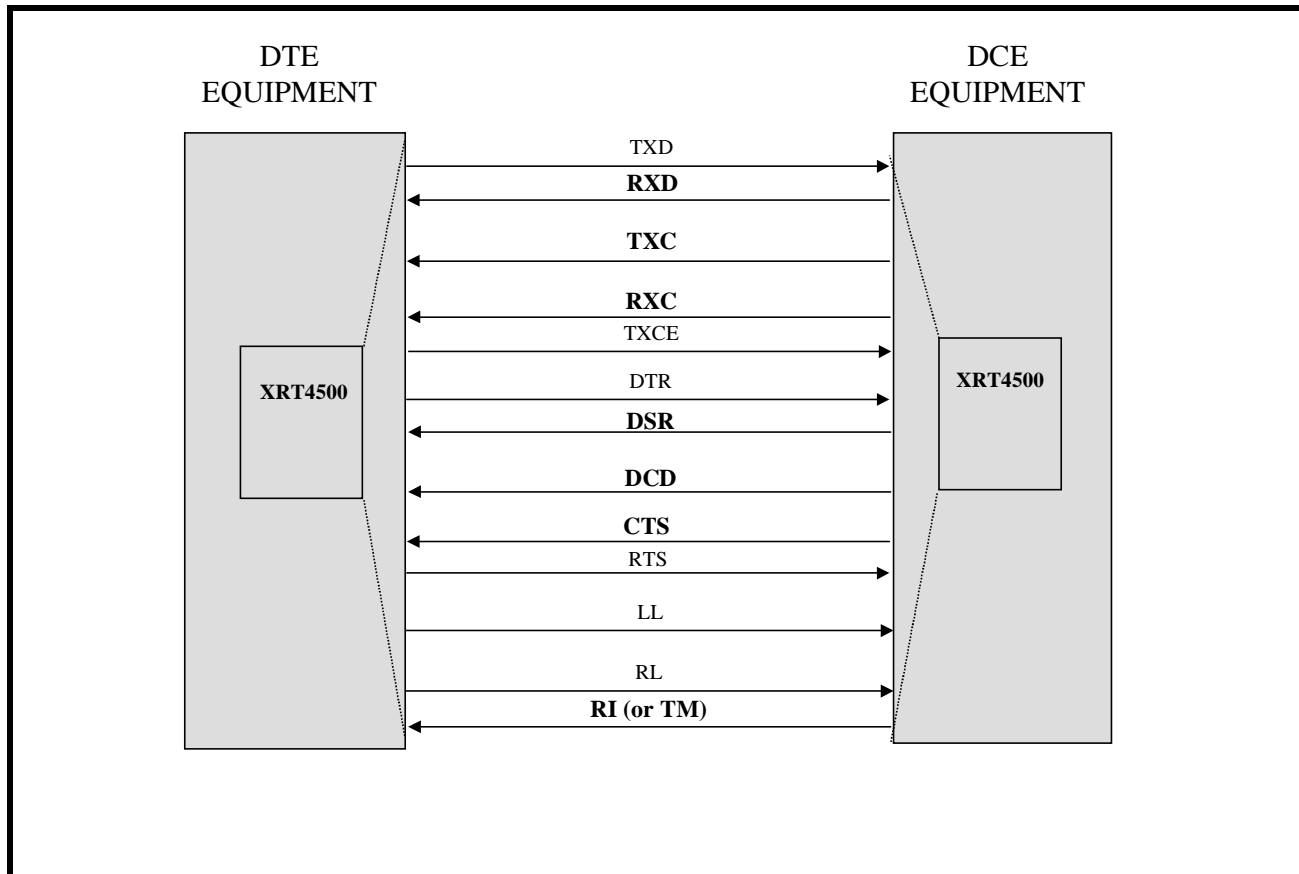 DTE
EQUIPMENT
DCE
EQUIPMENT
TXD
RXD
TXC
RXC
TXCE
XRT4500
XRT4500
DTR
DSR
DCD
CTS
RTS
LL
RL
RI (or TM)